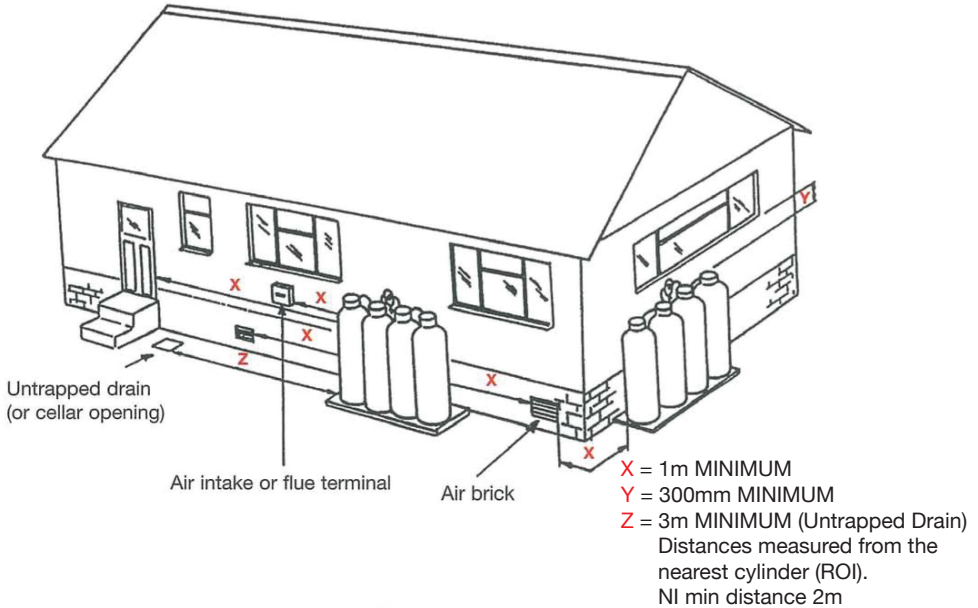 Y
X
X
X
Z
X
Untrapped drain
(or cellar opening)
X
Air intake or flue terminal
Air brick
X = 1m MINIMUM
Y = 300mm MINIMUM
Z = 3m MINIMUM (Untrapped Drain)
Distances measured from the
nearest cylinder (ROI).
NI min distance 2m